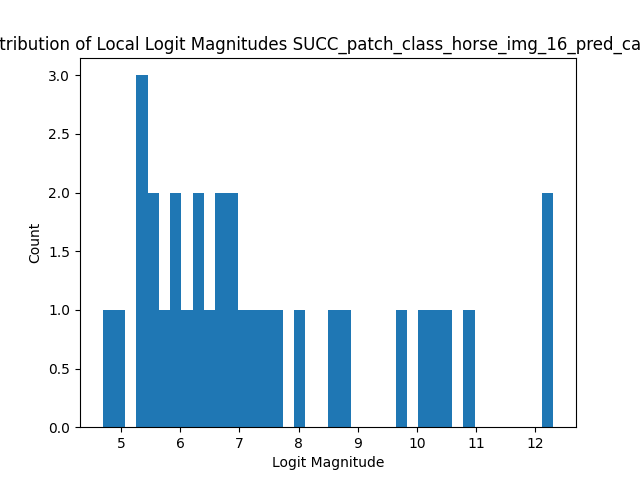 tribution of Local Logit Magnitudes SUCC_patch_class_horse_img_16_pred_ca
3.0
2.5
2.0
1.5
1.0
0.5
0.0
Count
5 6 7 8 9 10 11 12
Logit Magnitude